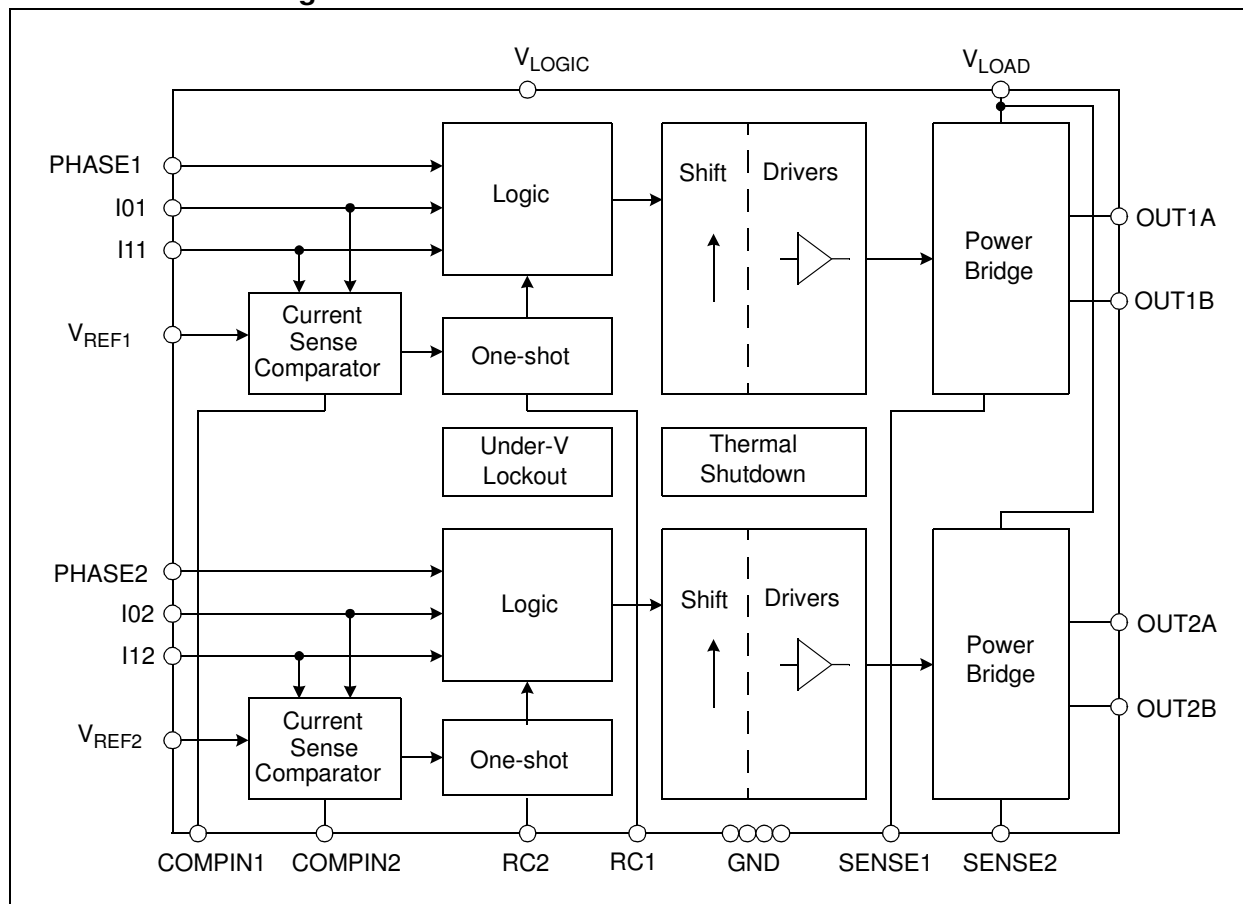 V_LOGIC
V_LOAD
PHASE1
I01
I11
V_REF1
Logic
Current
Sense
Comparator
One-shot
Shift
Drivers
Power
Bridge
OUT1A
OUT1B
Under-V
Lockout
Thermal
Shutdown
PHASE2
I02
I12
V_REF2
Logic
Current
Sense
Comparator
One-shot
Shift
Drivers
Power
Bridge
OUT2A
OUT2B
COMPIN1
COMPIN2
RC2
RC1
GND
SENSE1
SENSE2